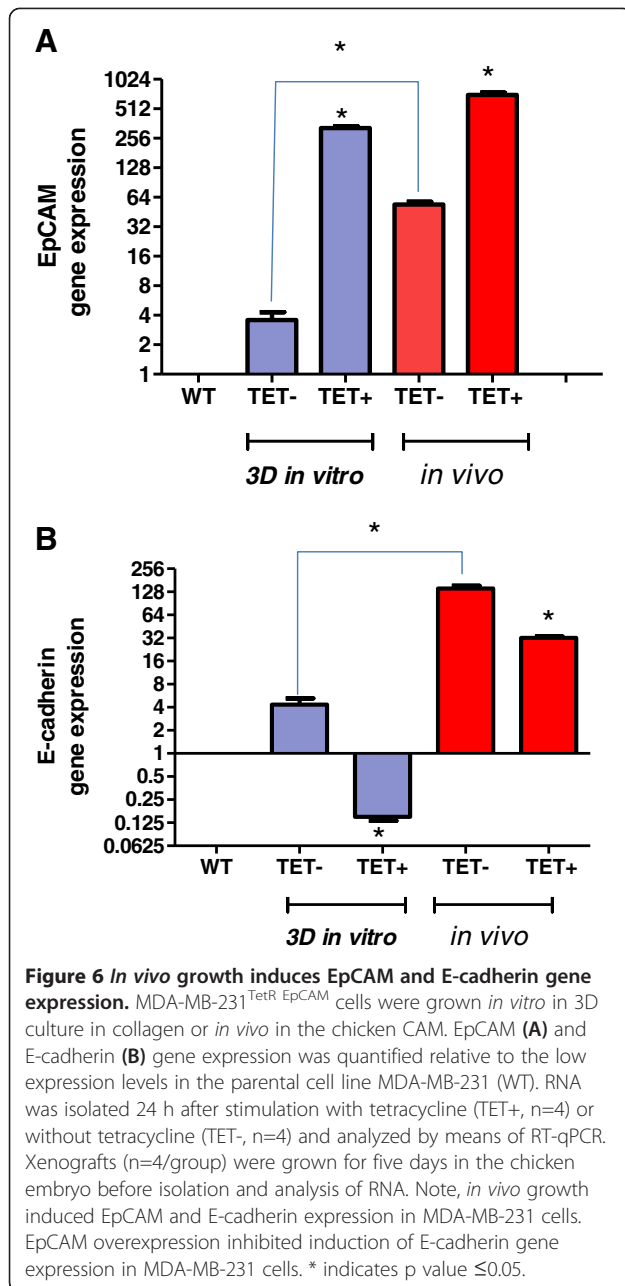 A
*
1024
512
256
128
64
32
16
8
4
2
1
EpCAM
gene expression
*
*
WT TET- TET+ TET- TET+
3D in vitro in vivo
B
*
256
128
64
32
16
8
4
2
1
0.5
0.25
0.125
0.0625
E-cadherin
gene expression
*
*
WT TET- TET+ TET- TET+
3D in vitro in vivo
Figure 6 In vivo growth induces EpCAM and E-cadherin gene
expression. MDA-MB-231TetR EpCAM cells were grown in vitro in 3D
culture in collagen or in vivo in the chicken CAM. EpCAM (A) and
E-cadherin (B) gene expression was quantified relative to the low
expression levels in the parental cell line MDA-MB-231 (WT). RNA
was isolated 24 h after stimulation with tetracycline (TET+, n=4) or
without tetracycline (TET-, n=4) and analyzed by means of RT-qPCR.
Xenografts (n=4/group) were grown for five days in the chicken
embryo before isolation and analysis of RNA. Note, in vivo growth
induced EpCAM and E-cadherin expression in MDA-MB-231 cells.
EpCAM overexpression inhibited induction of E-cadherin gene
expression in MDA-MB-231 cells. * indicates p value ≤0.05.